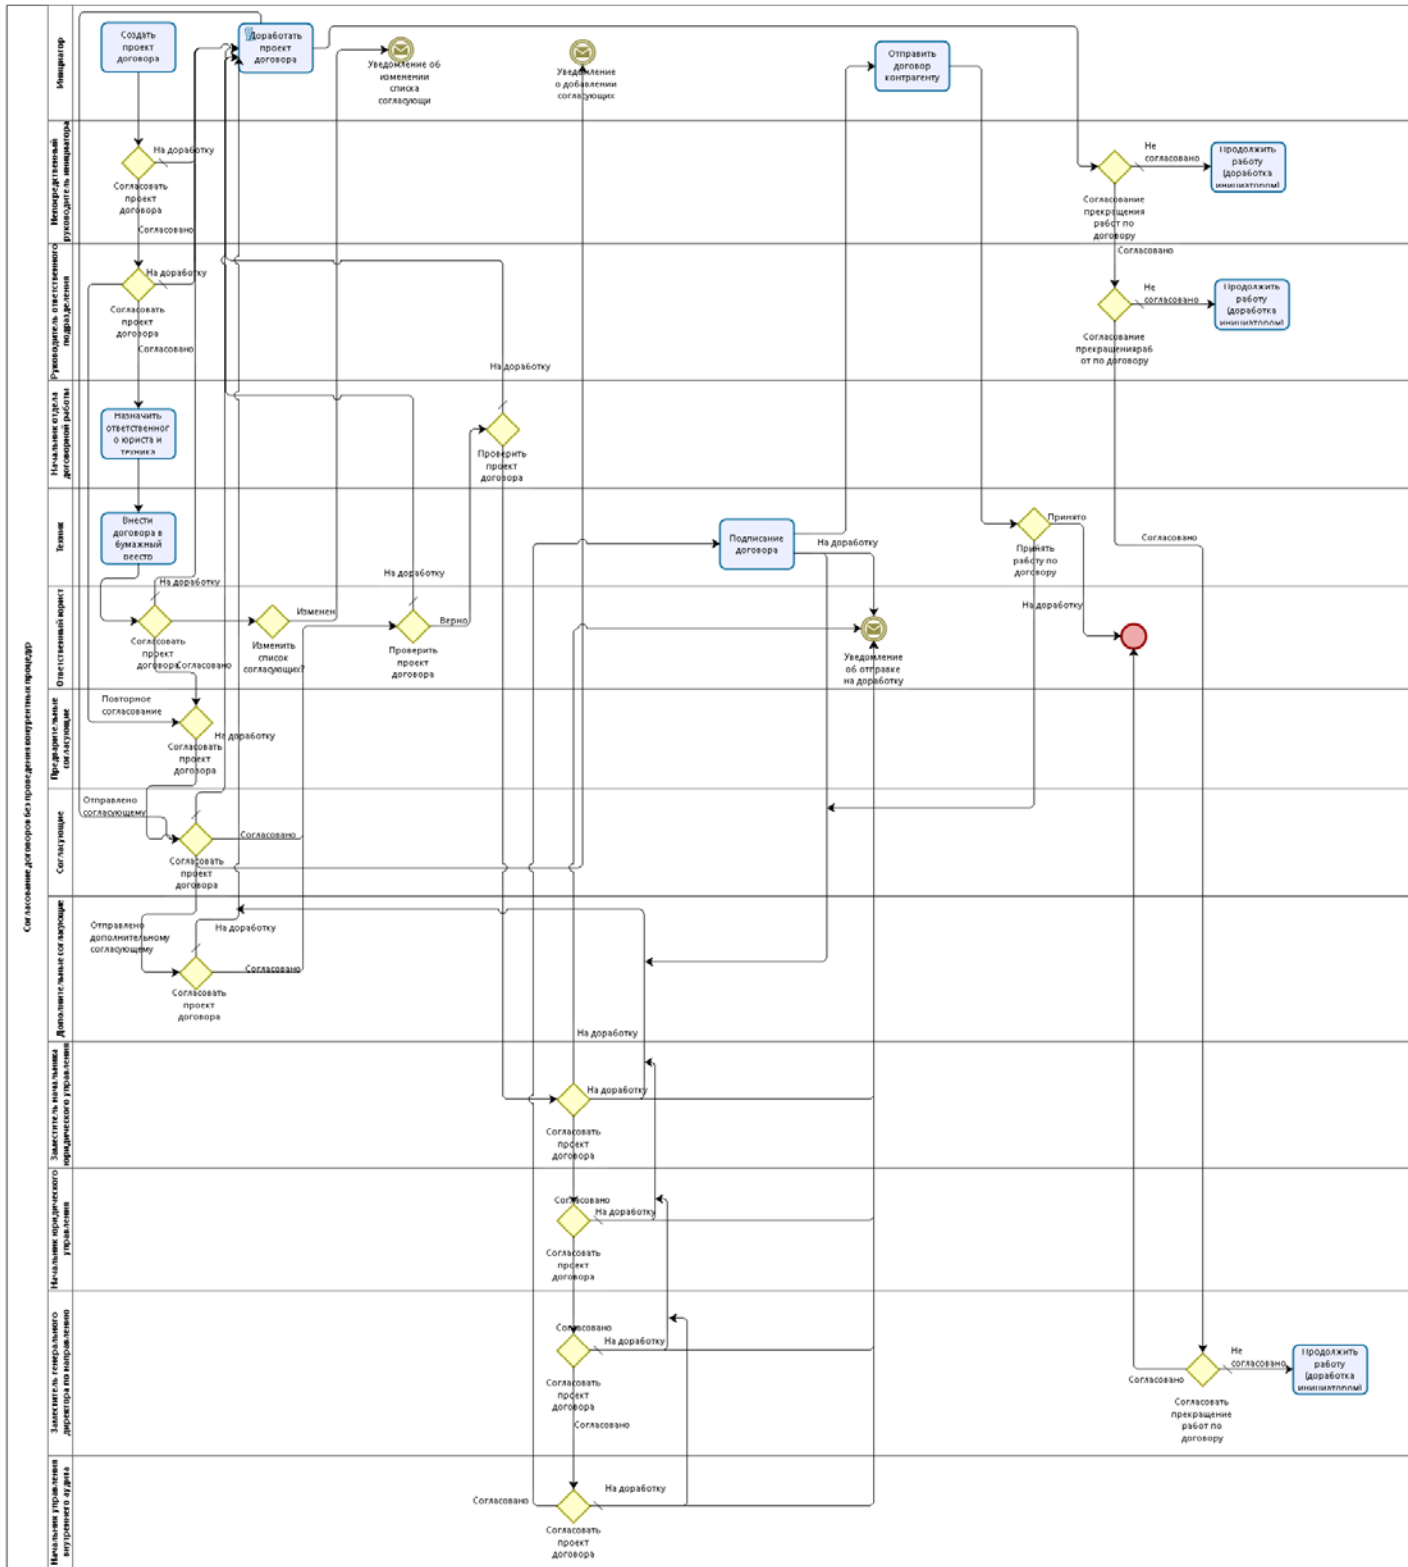 Согласование договоров без проведения конкурентных процедур
Инициатор
Создать
проект
договора
Доработать
проект
договора
Уведомление об
изменении
списка
согласующи
Уведомление
о добавлении
согласующих
Отправить
договор
контрагенту
Непосредственный
руководитель инициатора
На доработку
Согласовать
проект
договора
Согласовано
Согласование
прекращения
работ по
договору
Не
согласовано
Продолжить
работу
(доработка
инициатором)
Согласовано
Руководитель ответственного
подразделения
На доработку
Согласовать
проект
договора
Согласовано
На доработку
Согласование
прекращенияраб
от по договору
Не
согласовано
Продолжить
работу
(доработка
инициатором)
Начальник отдела
договорной работы
Назначить
ответственног
о юриста и
техника
Проверить
проект
договора
Техник
Внести
договора в
бумажный
реестр
На доработку
На доработку
Подписание
договора
На доработку
Принять
работу по
договору
Принято
Согласовано
Ответственный юрист
Согласовать
проект
договора
Согласовано
Изменить
список
согласующих?
Изменен
Проверить
проект
договора
Верно
Уведомление
об отправке
на доработку
На доработку
Предварительные
согласующие
Повторное
согласование
Согласовать
проект
договора
На доработку
Согласующие
Отправлено
согласующему
Согласовать
проект
договора
Согласовано
Дополнительные согласующие
Отправлено
дополнительному
согласующему
На доработку
Согласовать
проект
договора
Согласовано
На доработку
Заместитель начальника
юридического управления
На доработку
Согласовать
проект
договора
Начальник юридического
управления
Согласовано
На доработку
Согласовать
проект
договора
Заместитель генерального
директора по направлению
Согласовано
На доработку
Согласовать
проект
договора
Согласовано
Согласовано
Согласовать
прекращение
работ по
договору
Не
согласовано
Продолжить
работу
(доработка
инициатором)
Начальник управления
внутреннего аудита
Согласовано
На доработку
Согласовать
проект
договора